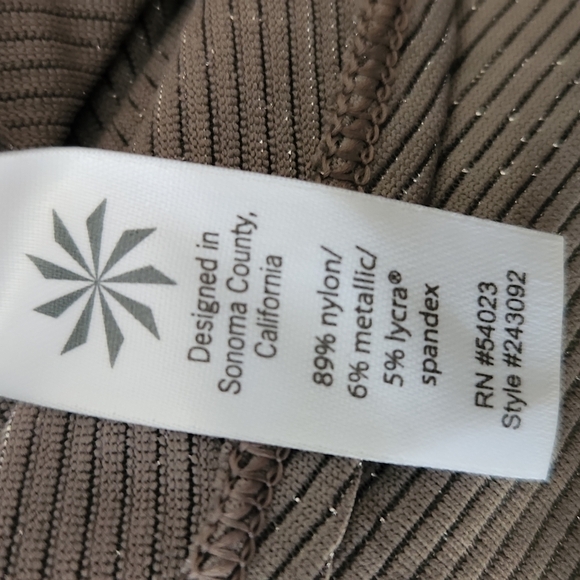 Designed in
Sonoma County,
California
89% nylon/
6% metallic/
5% lycra®
spandex
RN #54023
Style #243092